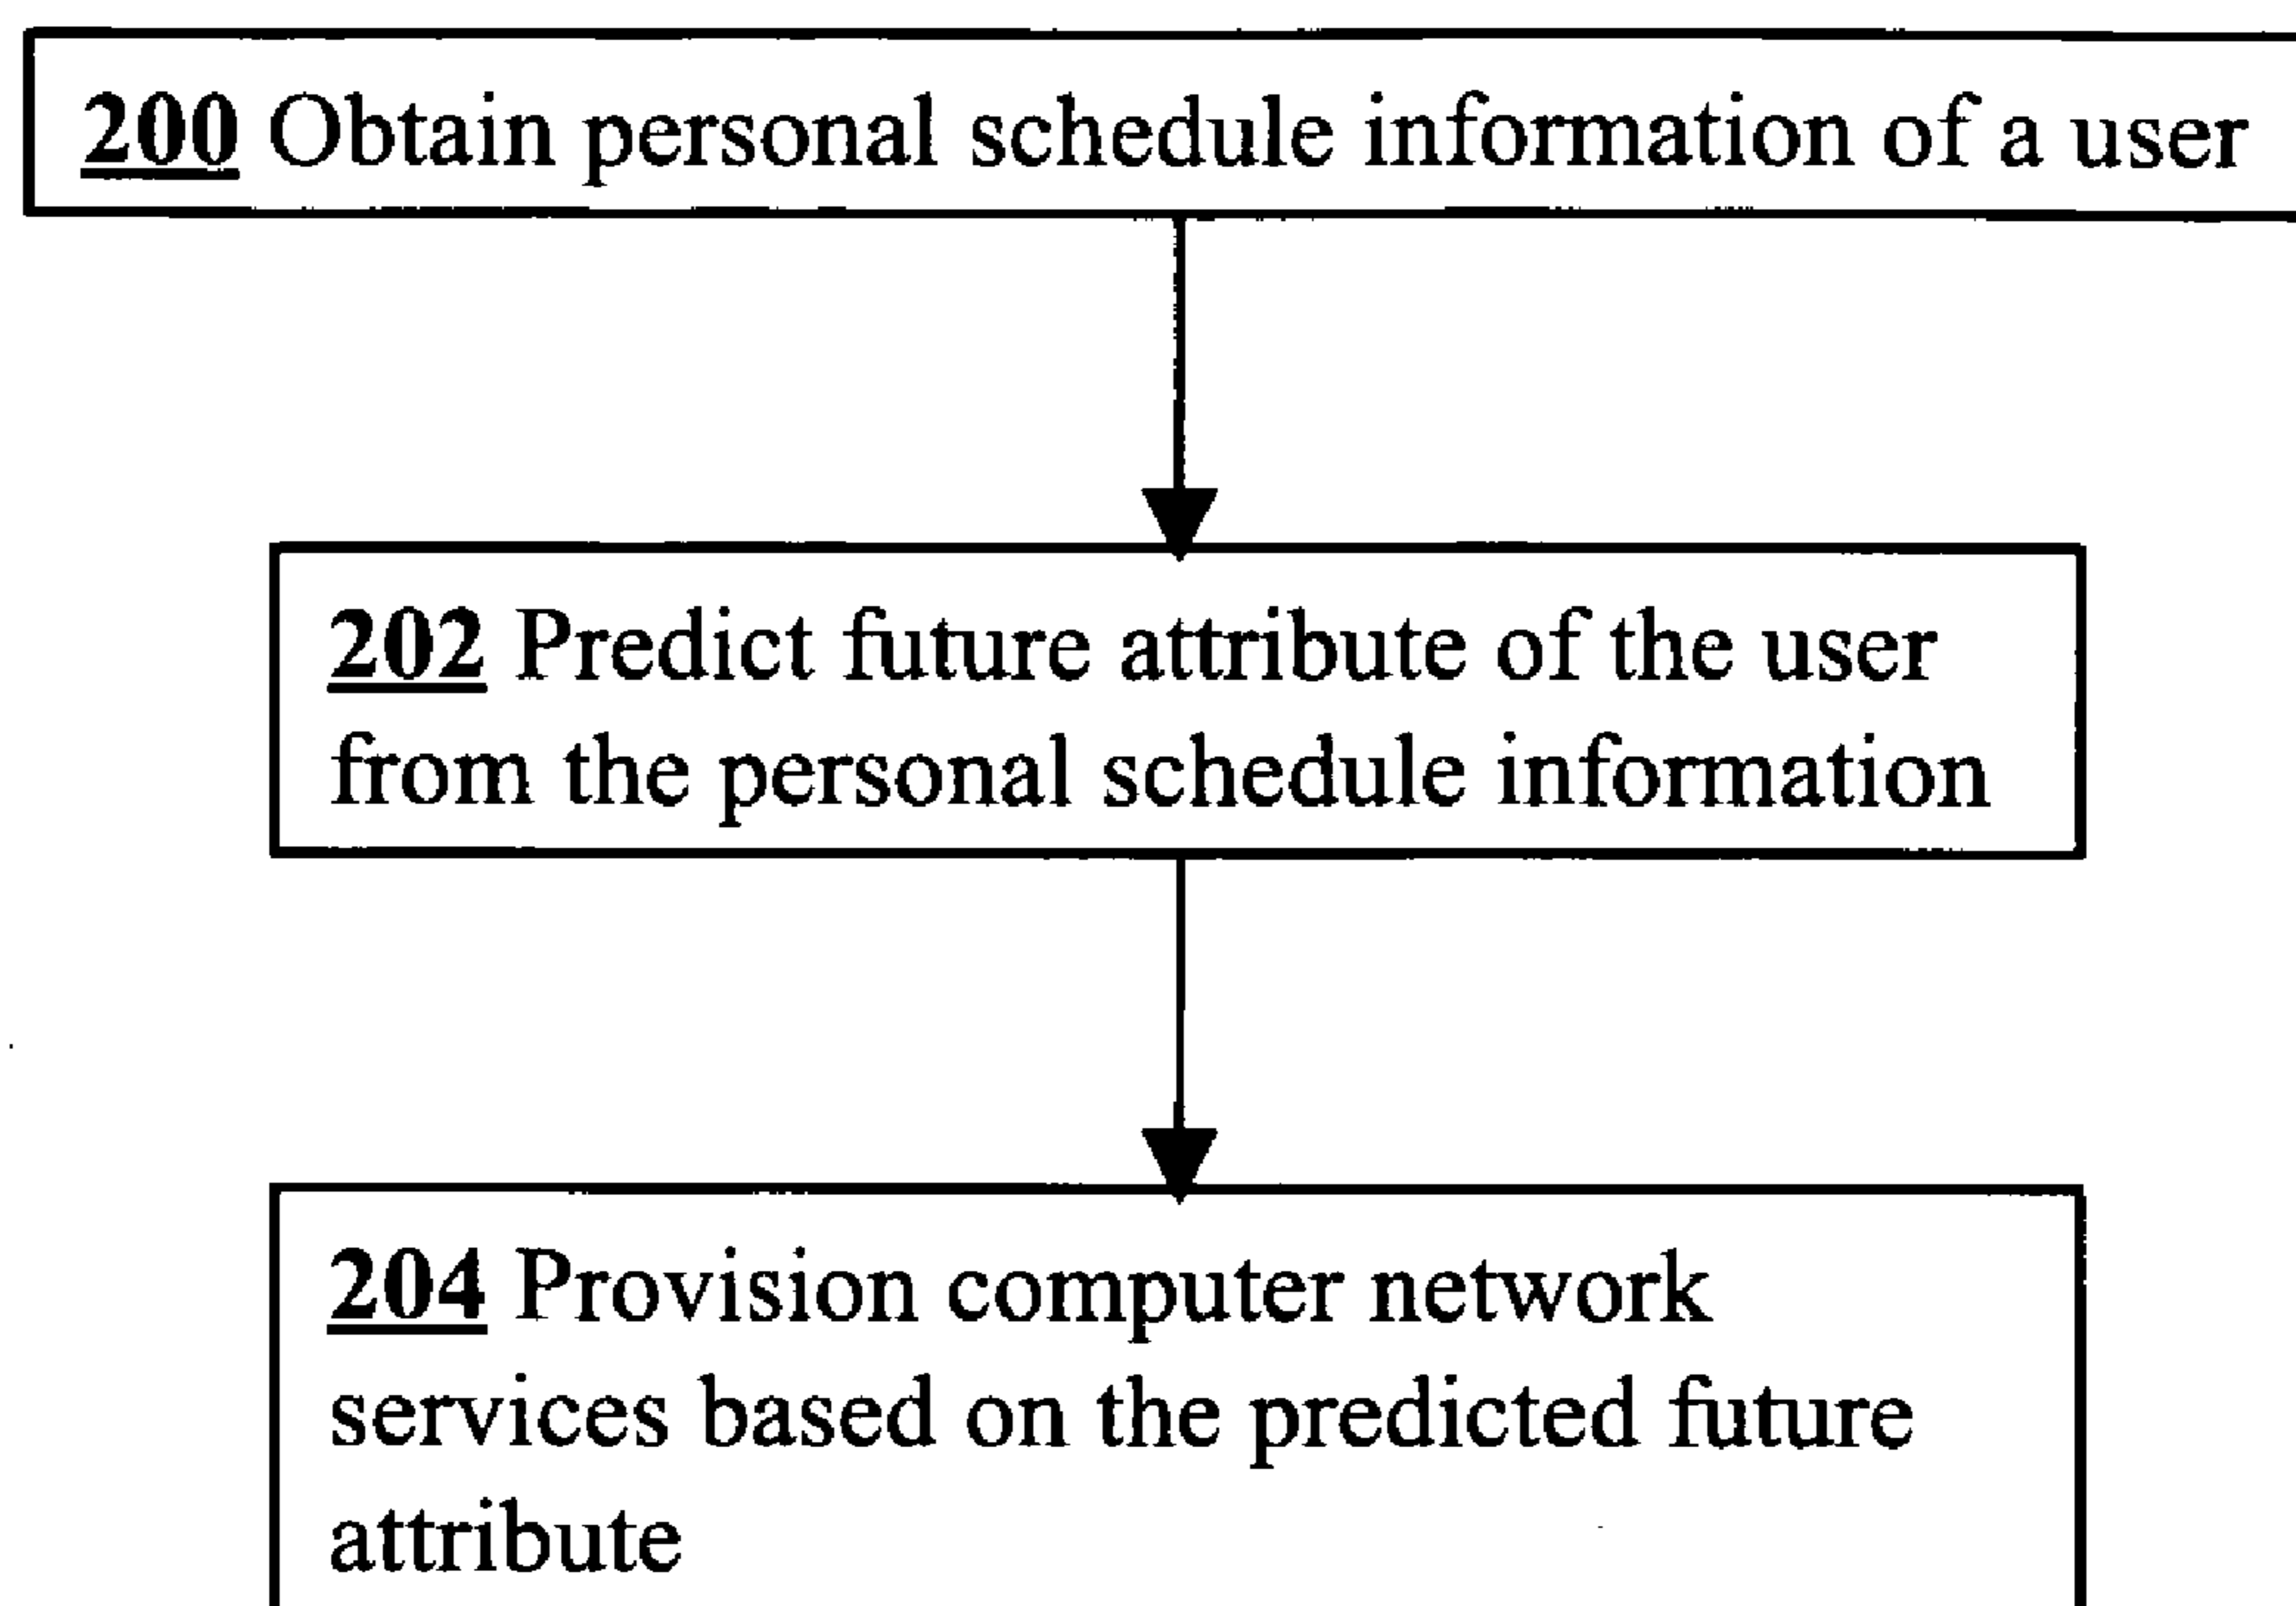 200 Obtain personal schedule information of a user
202 Predict future attribute of the user
from the personal schedule information
204 Provision computer network
services based on the predicted future
attribute